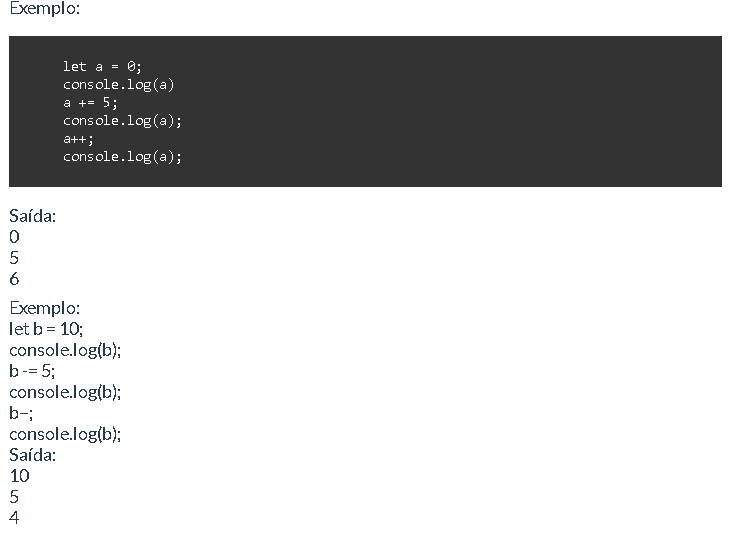 Exemplo:
let a = 0;
console.log(a)
a += 5;
console.log(a);
a++;
console.log(a);
Saída:
0
5
6
Exemplo:
let b = 10;
console.log(b);
b -= 5;
console.log(b);
b–;
console.log(b);
Saída:
10
5
4